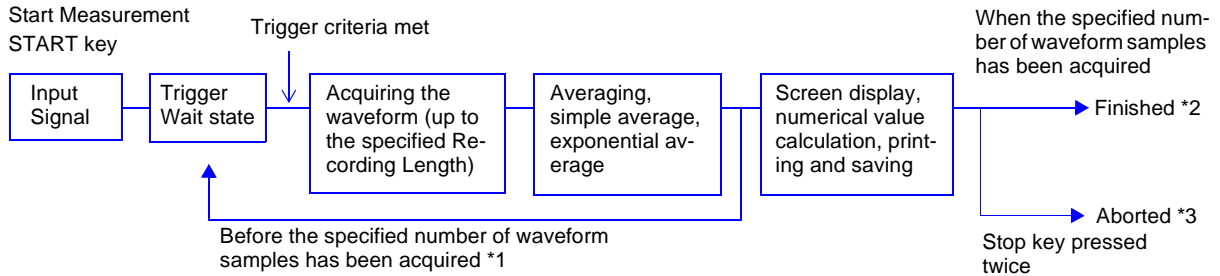 Start Measurement
START key
Trigger criteria met
When the specified num-
ber of waveform samples
has been acquired
Input
Signal
Trigger
Wait state
Acquiring the
waveform (up to
the specified Re-
cording Length)
Averaging,
simple average,
exponential av-
erage
Screen display,
numerical value
calculation, print-
ing and saving
Finished *2
Aborted *3
Stop key pressed
twice
Before the specified number of waveform
samples has been acquired *1